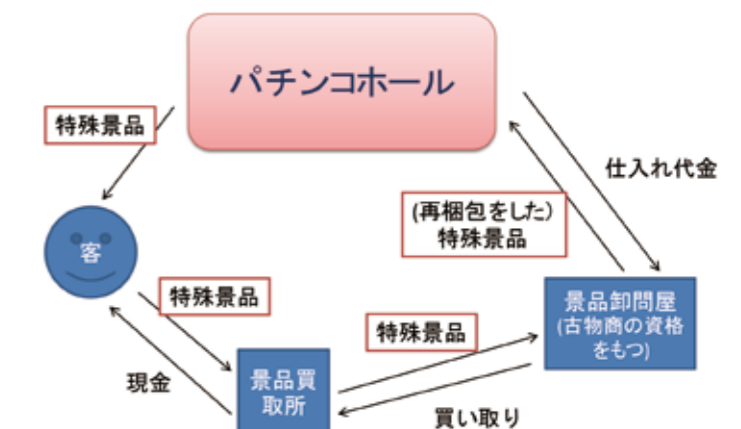 パチンコホール
特殊景品
仕入れ代金
(再梱包をした)
特殊景品
客
特殊景品
景品卸問屋
(古物商の資格
をもつ)
特殊景品
現金
景品買
取所
買い取り